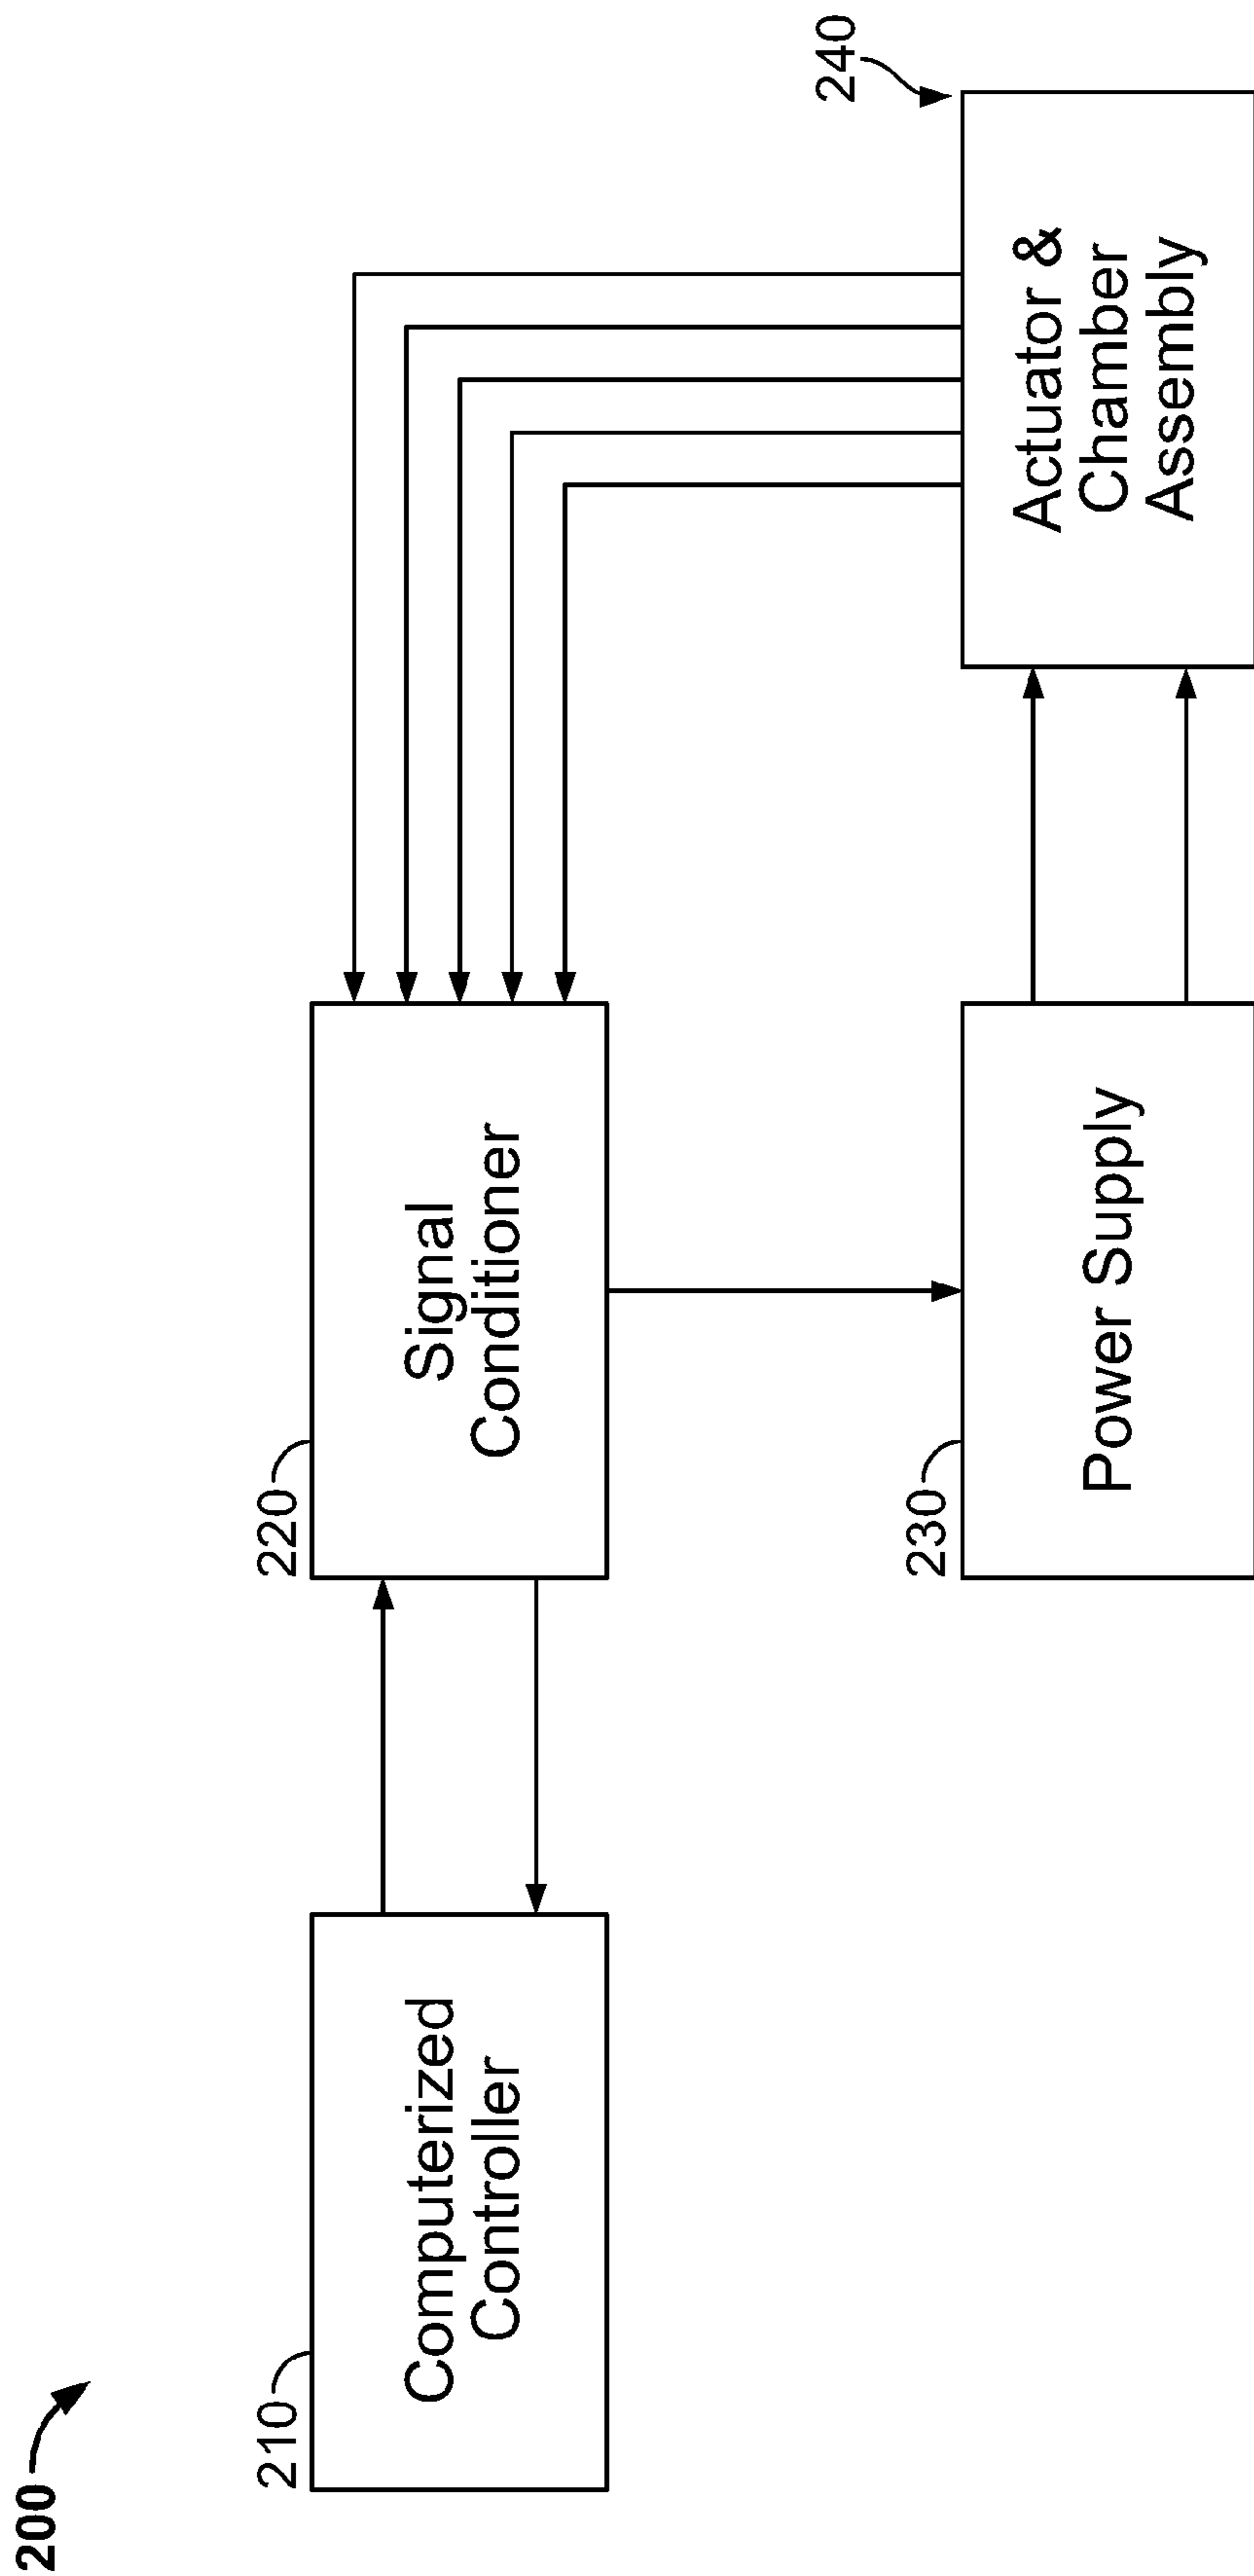 200
210
Computerized
Controller
220
Signal
Conditioner
230
Power Supply
240
Actuator &
Chamber
Assembly